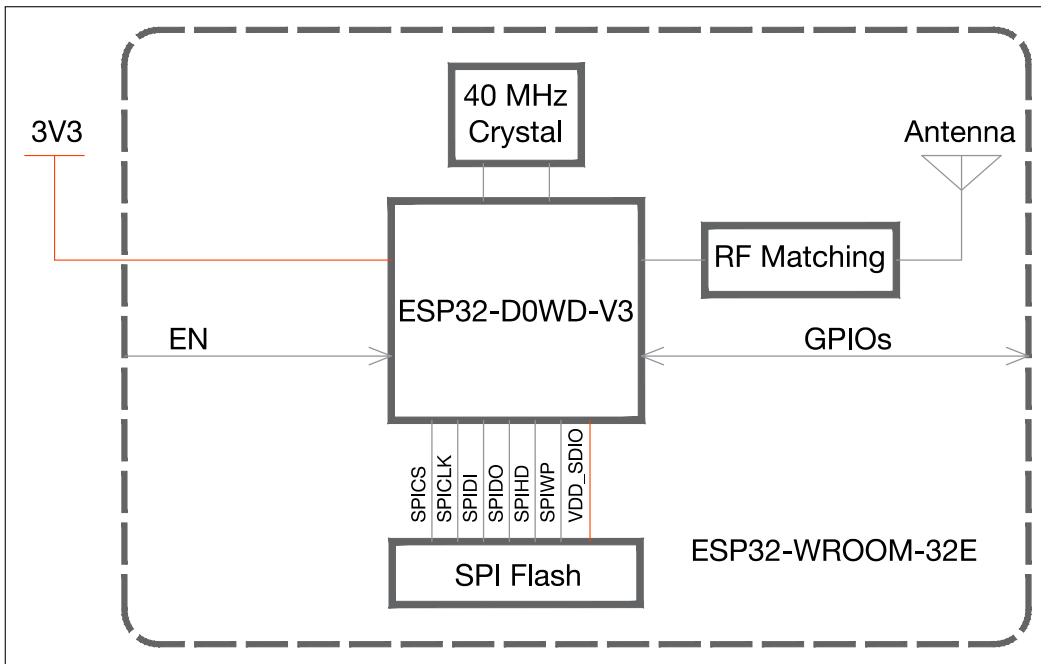 40 MHz
Crystal
3V3
Antenna
RF Matching
ESP32-D0WD-V3
EN
GPIOs
SPICS
SPICLK
SPIDI
SPIDO
SPIHD
SPIWP
VDD_SDIO
ESP32-WROOM-32E
SPI Flash